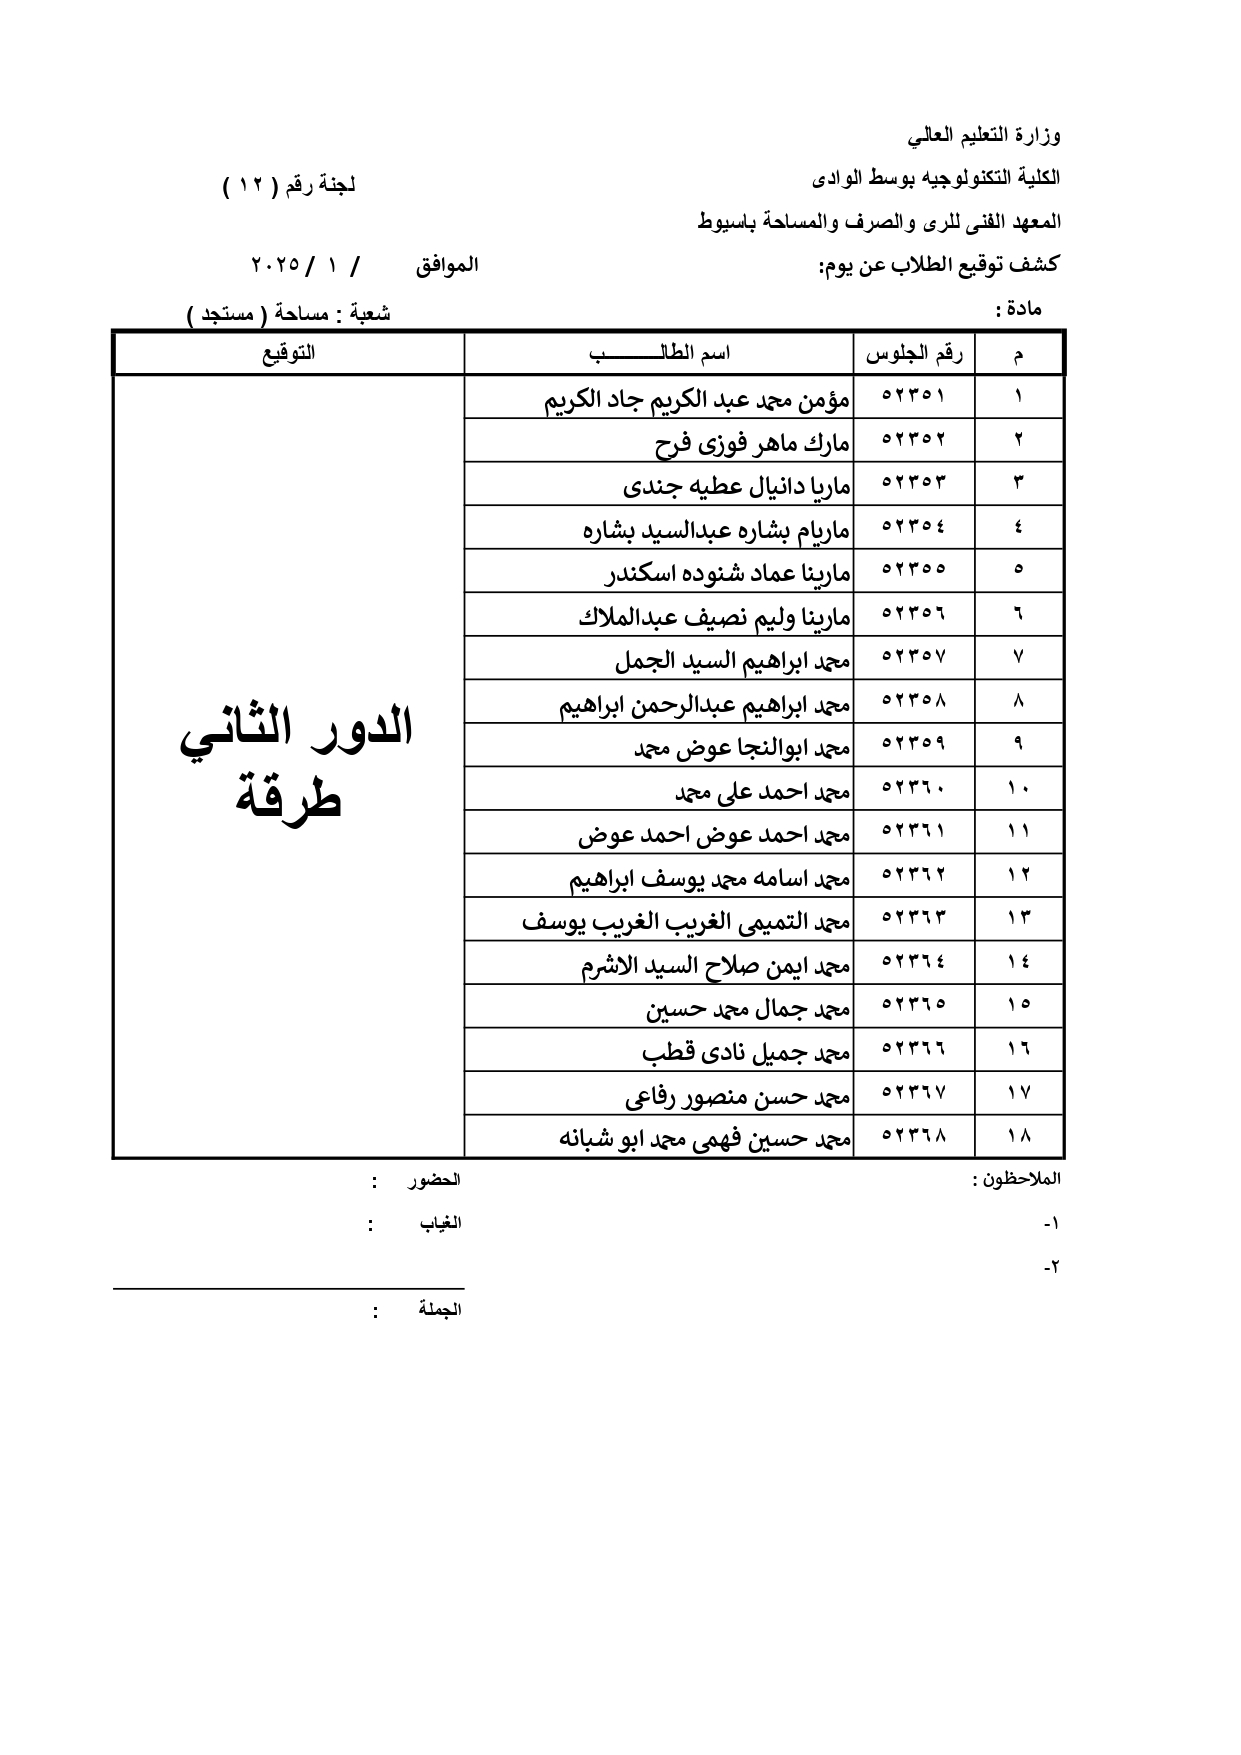 وزارة التعليم العالي
الكلية التكنولوجيه بوسط الوادى
لجنة رقم ( ١٢ )
المعهد الفنى للرى والصرف والمساحة باسيوط
كشف توقيع الطلاب عن يوم: الموافق / ١ / ٢٠٢٥
مادة :
شعبة : مساحة ( مستجد )
م رقم الجلوس اسم الطالــــــــب التوقيع
١ ٥٢٣٥١ مؤمن محمد عبد الكريم جاد الكريم
٢ ٥٢٣٥٢ مارك ماهر فوزى فرح
٣ ٥٢٣٥٣ ماريا دانيال عطيه جندى
٤ ٥٢٣٥٤ ماريام بشاره عبدالسيد بشاره
٥ ٥٢٣٥٥ مارينا عماد شنوده اسكندر
٦ ٥٢٣٥٦ مارينا وليم نصيف عبدالملاك
٧ ٥٢٣٥٧ محمد ابراهيم السيد الجمل
٨ ٥٢٣٥٨ محمد ابراهيم عبدالرحمن ابراهيم
٩ ٥٢٣٥٩ محمد ابوالنجا عوض محمد
١٠ ٥٢٣٦٠ محمد احمد على محمد
١١ ٥٢٣٦١ محمد احمد عوض احمد عوض
١٢ ٥٢٣٦٢ محمد اسامه محمد يوسف ابراهيم
١٣ ٥٢٣٦٣ محمد التميمى الغريب الغريب يوسف
١٤ ٥٢٣٦٤ محمد ايمن صلاح السيد الاشرم
١٥ ٥٢٣٦٥ محمد جمال محمد حسين
١٦ ٥٢٣٦٦ محمد جميل نادى قطب
١٧ ٥٢٣٦٧ محمد حسن منصور رفاعى
١٨ ٥٢٣٦٨ محمد حسين فهمى محمد ابو شبانه
الدور الثاني
طرقة
الملاحظون : الحضور :
١- الغياب :
٢-
الجملة :